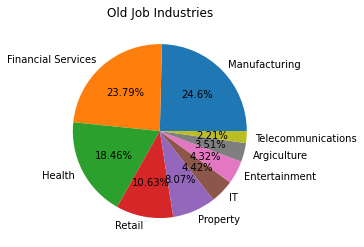 Old Job Industries
Manufacturing
24.6%
Financial Services
23.79%
Health
18.46%
Retail
10.63%
Property
8.07%
IT
4.42%
Entertainment
4.32%
Argiculture
3.51%
Telecommunications
2.21%